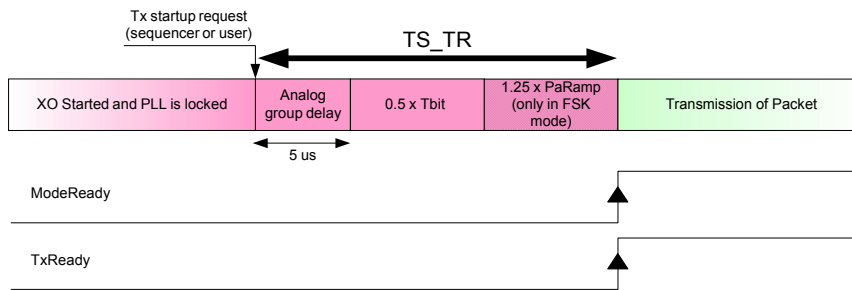 Tx startup request
(sequencer or user)
TS_TR
XO Started and PLL is locked
Analog
group delay
0.5 x Tbit
1.25 x PaRamp
(only in FSK
mode)
Transmission of Packet
5 us
ModeReady
TxReady